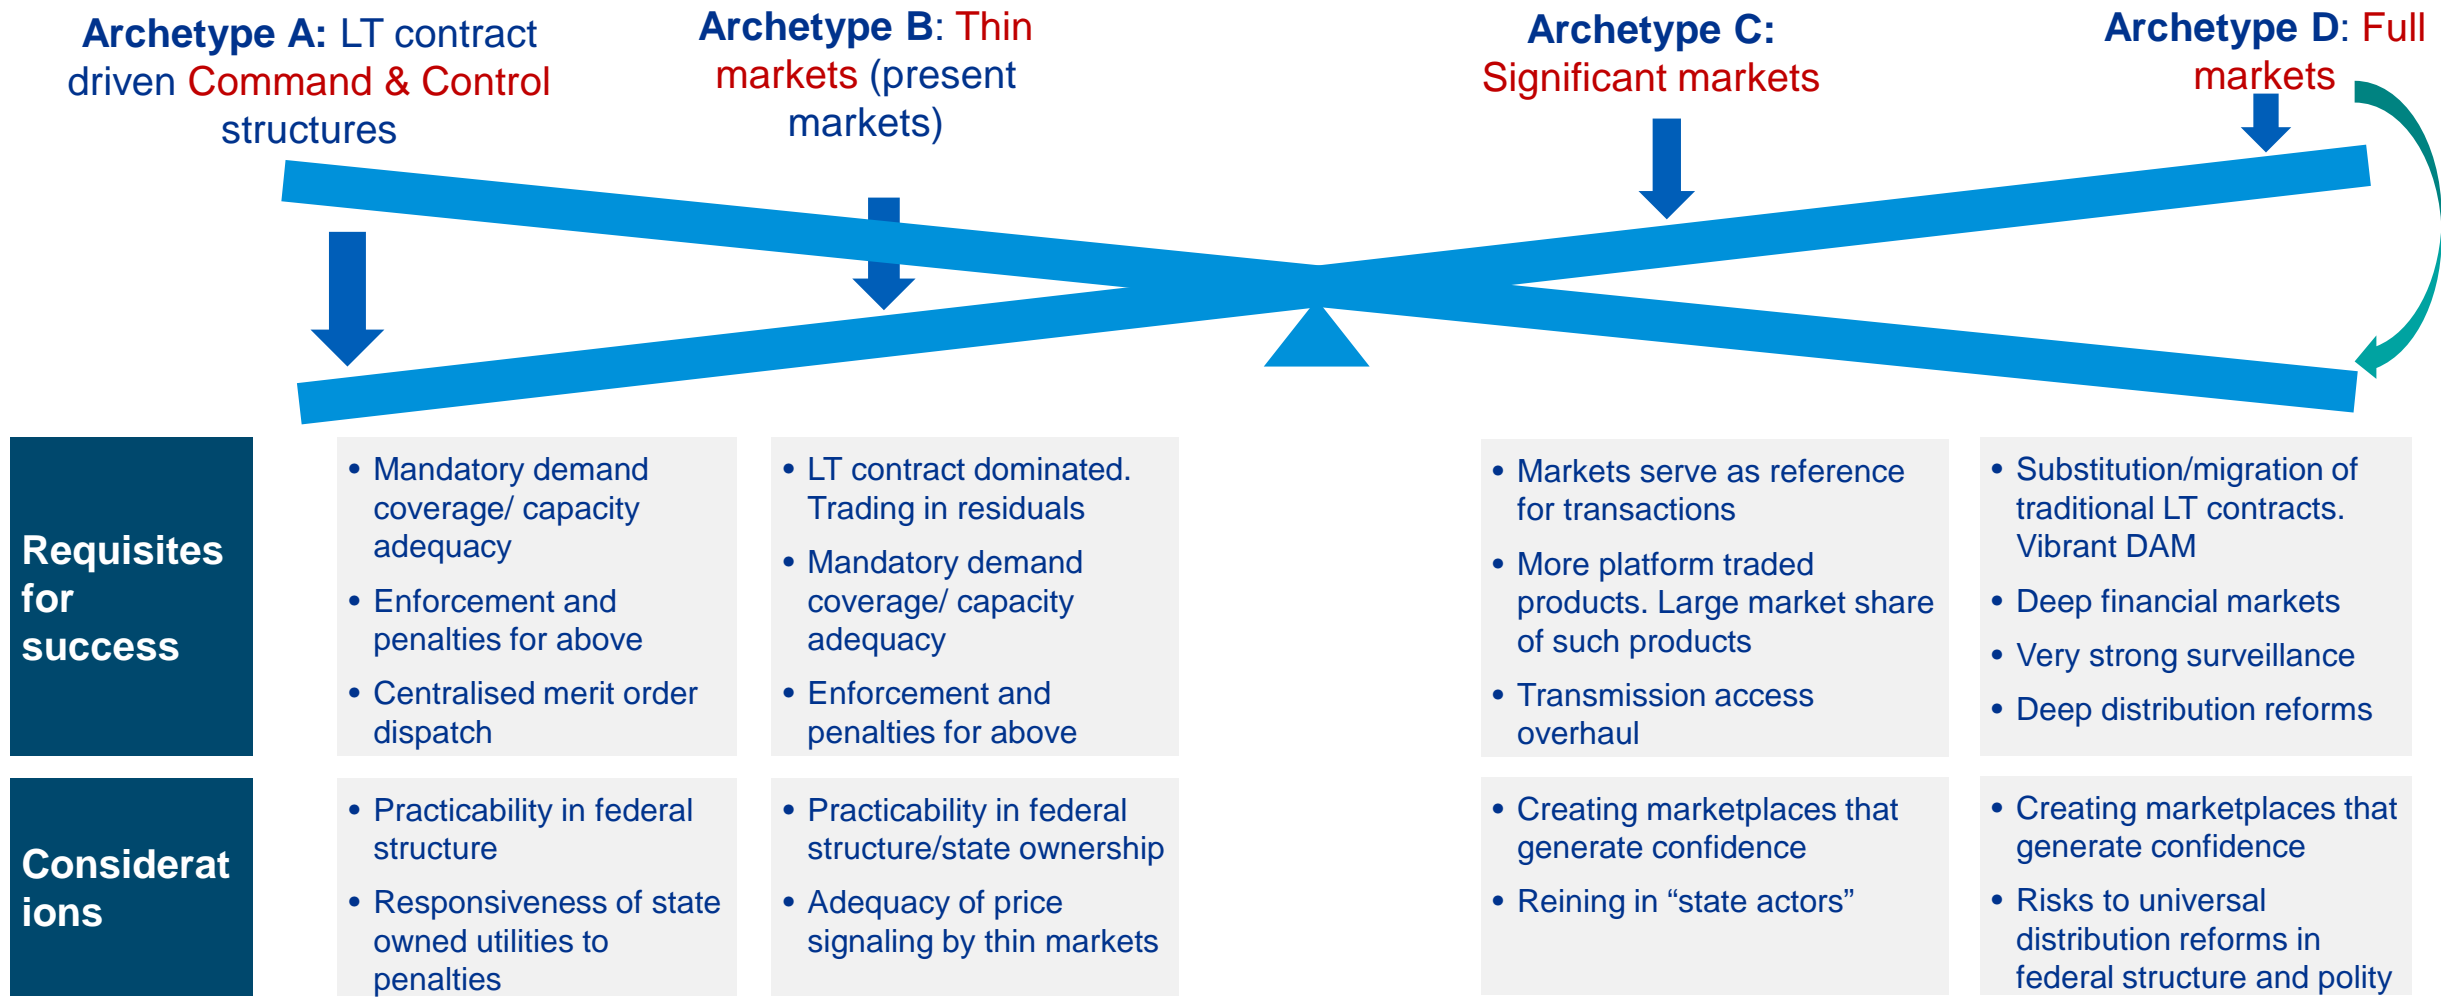 Archetype A: LT contract
driven Command & Control
structures
Archetype B: Thin
markets (present
markets)
Archetype C:
Significant markets
Archetype D: Full
markets
Requisites
for
success
• Mandatory demand
coverage/ capacity
adequacy
• Enforcement and
penalties for above
• Centralised merit order
dispatch
• LT contract dominated.
Trading in residuals
• Mandatory demand
coverage/ capacity
adequacy
• Enforcement and
penalties for above
• Markets serve as reference
for transactions
• More platform traded
products. Large market share
of such products
• Transmission access
overhaul
• Substitution/migration of
traditional LT contracts.
Vibrant DAM
• Deep financial markets
• Very strong surveillance
• Deep distribution reforms
Considerat
ions
• Practicability in federal
structure
• Responsiveness of state
owned utilities to
penalties
• Practicability in federal
structure/state ownership
• Adequacy of price
signaling by thin markets
• Creating marketplaces that
generate confidence
• Reining in “state actors”
• Creating marketplaces that
generate confidence
• Risks to universal
distribution reforms in
federal structure and polity